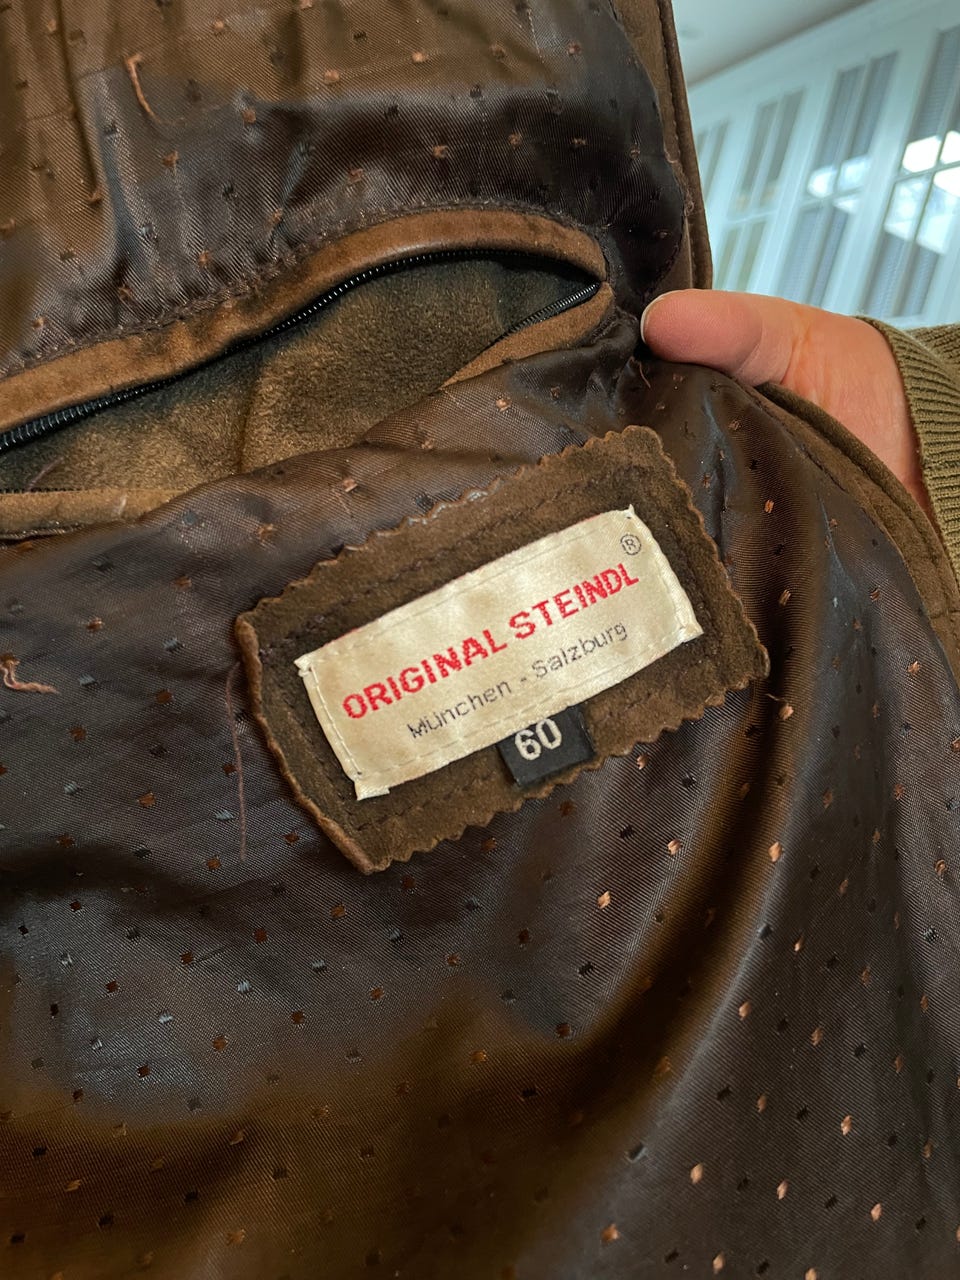 ®
ORIGINAL STEINDL
München - Salzburg
60